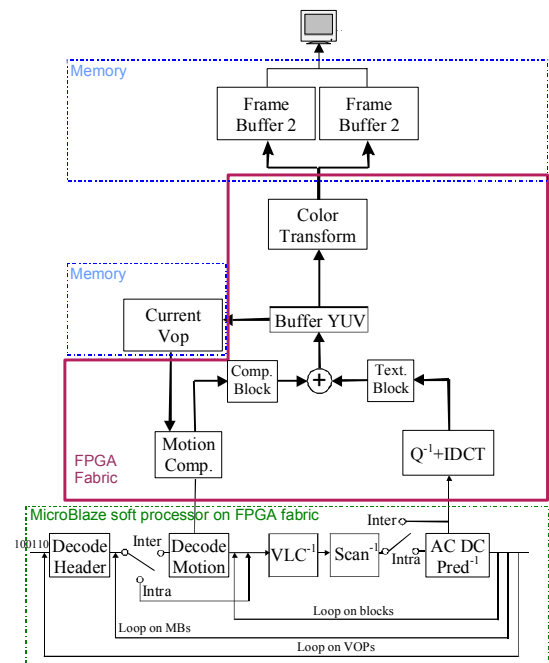 Memory
Frame
Buffer 2
Frame
Buffer 2
Color
Transform
Memory
Current
Vop
Buffer YUV
Comp.
Block
+
Text.
Block
Motion
Comp.
Q⁻¹+IDCT
FPGA
Fabric
MicroBlaze soft processor on FPGA fabric
100110
Decode
Header
Inter
Intra
Decode
Motion
VLC⁻¹
Scan⁻¹
Inter
Intra
AC DC
Pred⁻¹
Loop on blocks
Loop on MBs
Loop on VOPs